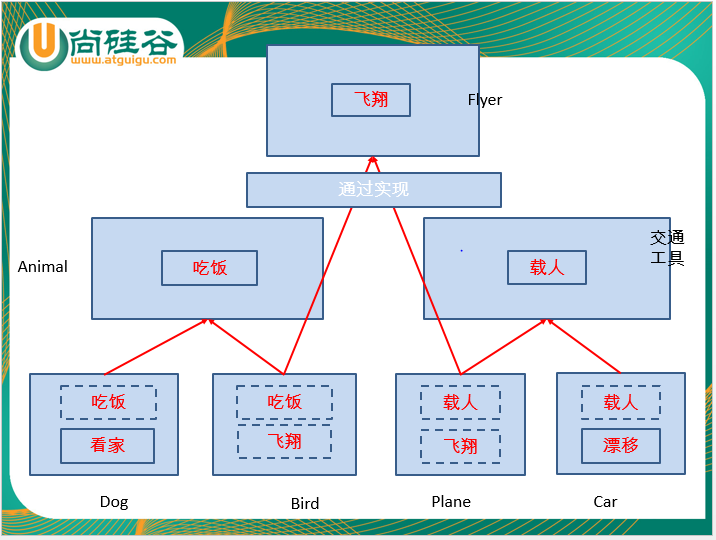 尚硅谷
www.atguigu.com
飞翔
Flyer
通过实现
Animal
吃饭
载人
交通
工具
吃饭
吃饭
载人
载人
看家
飞翔
飞翔
漂移
Dog
Bird
Plane
Car